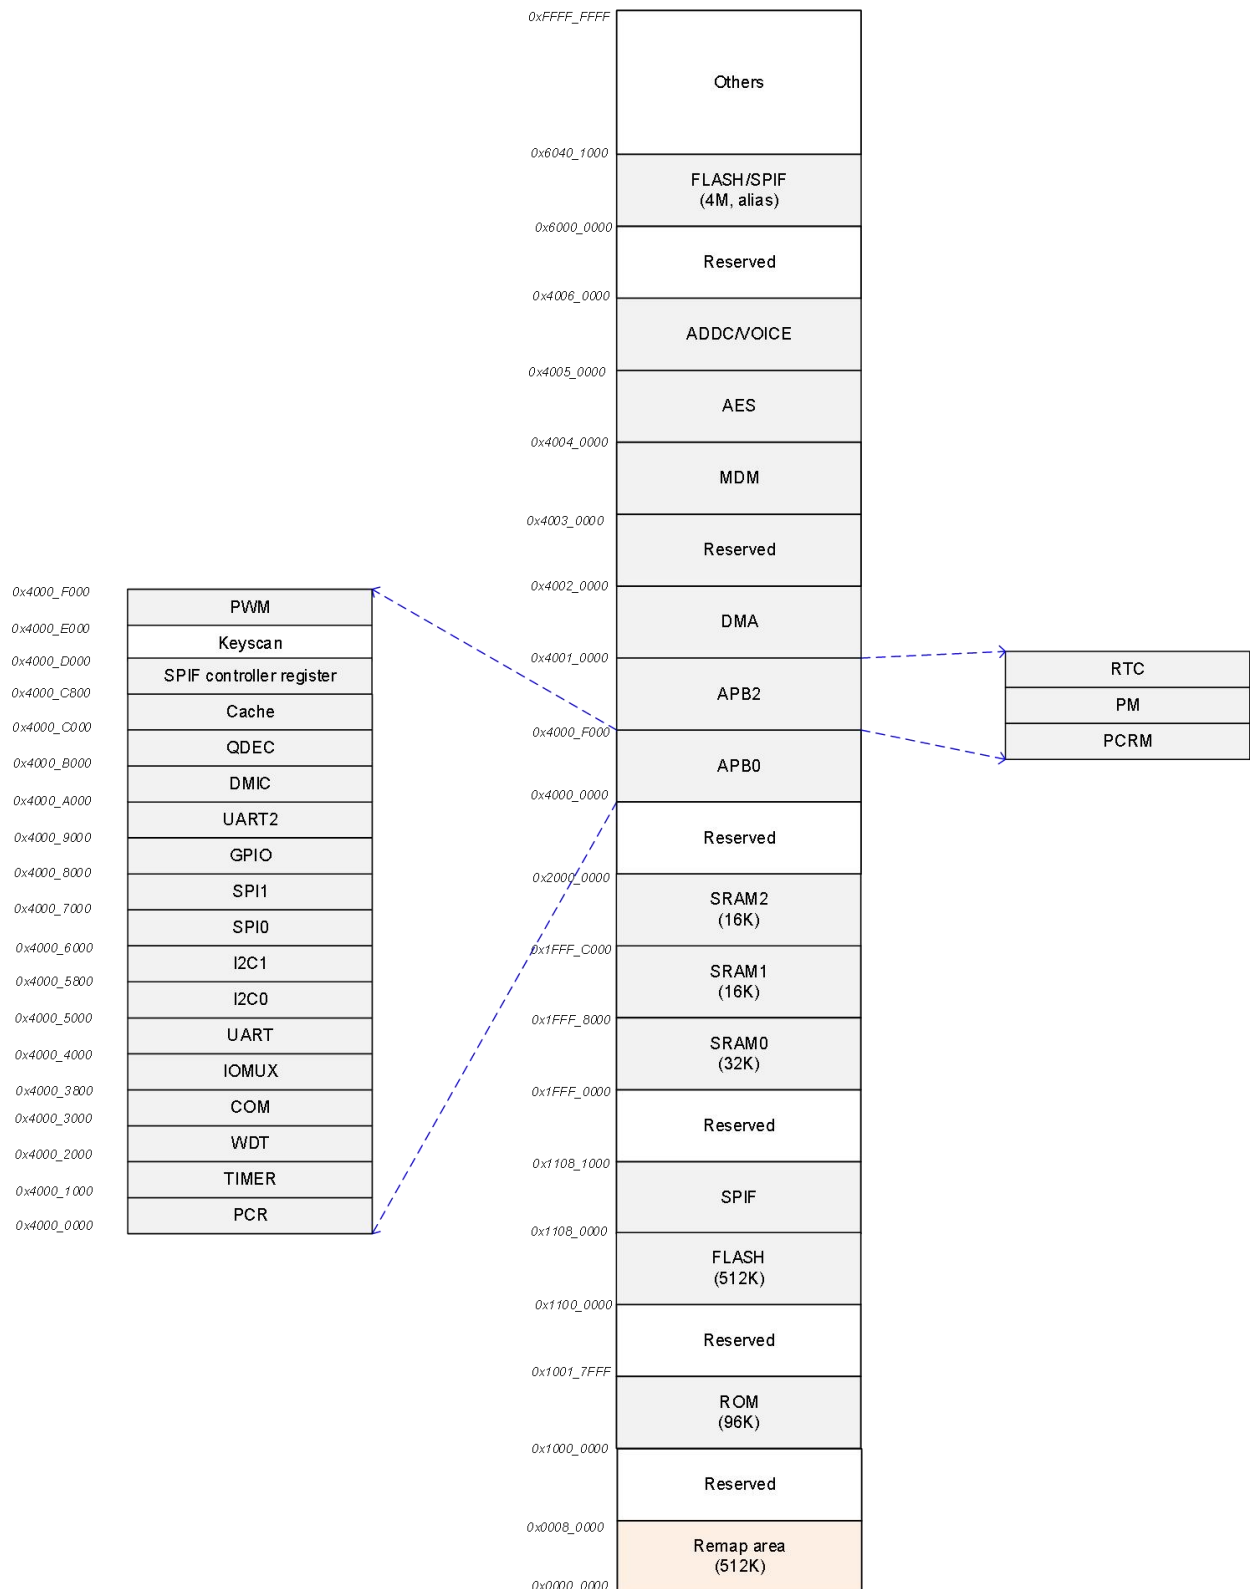 0xFFFF_FFFF
Others
0x6040_1000
FLASH/SPIF
(4M, alias)
0x6000_0000
Reserved
0x4006_0000
ADDC/VOICE
0x4005_0000
AES
0x4004_0000
MDM
0x4003_0000
Reserved
0x4002_0000
DMA
0x4001_0000
APB2
0x4000_F000
APB0
0x4000_0000
Reserved
0x2000_0000
SRAM2
(16K)
0x1FFF_C000
SRAM1
(16K)
0x1FFF_8000
SRAM0
(32K)
0x1FFF_0000
Reserved
0x1108_1000
SPIF
0x1108_0000
FLASH
(512K)
0x1100_0000
Reserved
0x1001_7FFF
ROM
(96K)
0x1000_0000
Reserved
0x0008_0000
Remap area
(512K)
0x0000_0000
0x4000_F000
PWM
0x4000_E000
Keyscan
0x4000_D000
SPIF controller register
0x4000_C800
Cache
0x4000_C000
QDEC
0x4000_B000
DMIC
0x4000_A000
UART2
0x4000_9000
GPIO
0x4000_8000
SPI1
0x4000_7000
SPI0
0x4000_6000
I2C1
0x4000_5800
I2C0
0x4000_5000
UART
0x4000_4000
IOMUX
0x4000_3800
COM
0x4000_3000
WDT
0x4000_2000
TIMER
0x4000_1000
PCR
0x4000_0000
RTC
PM
PCRM